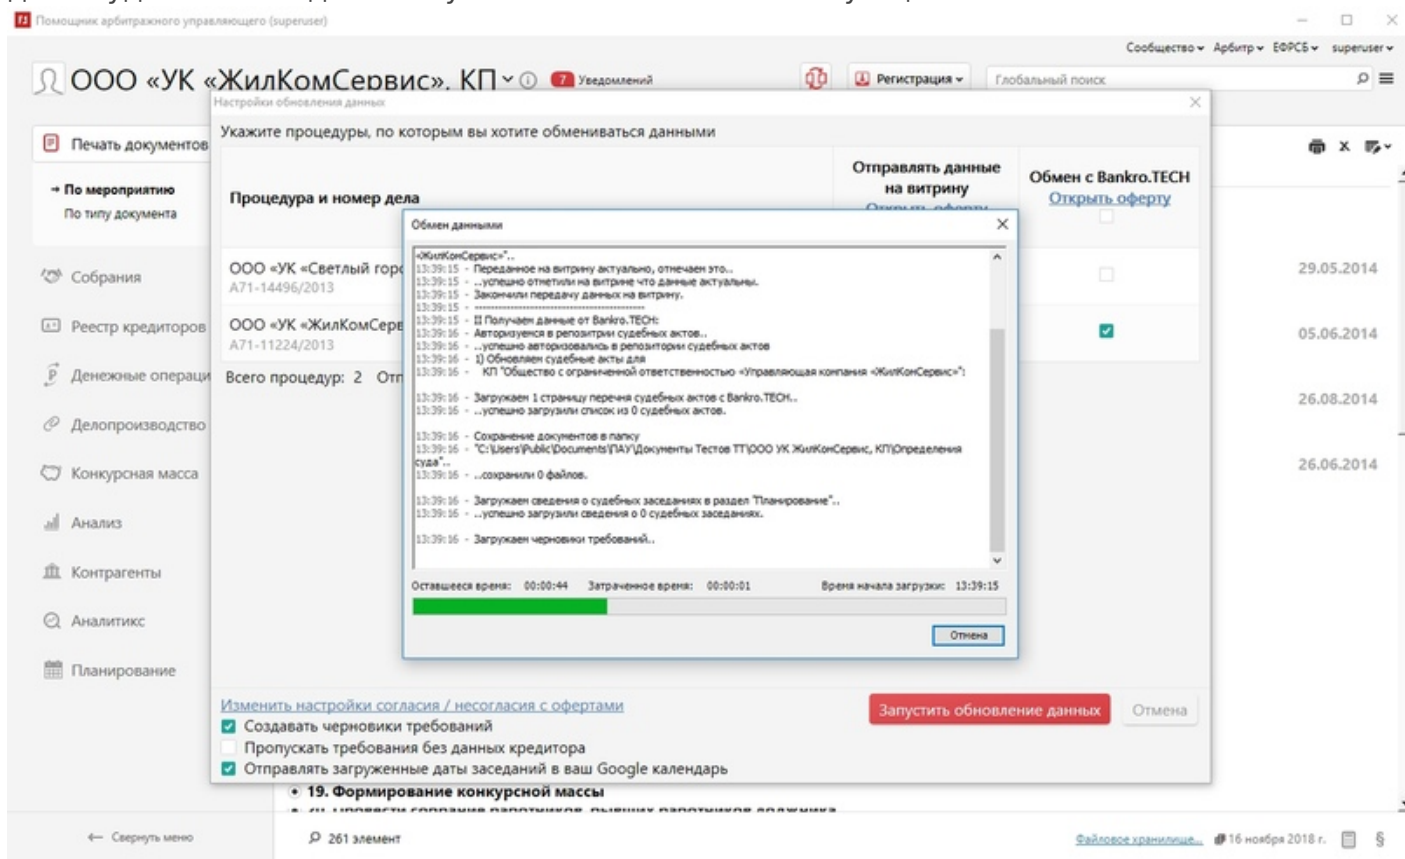 Помощник арбитражного управляющего (superuser)
Сообщество Арбитр ЕФРСБ superuser
ООО «УК «ЖилКомСервис», КП 7 Уведомлений Регистрация Глобальный поиск
Настройки обновления данных
Укажите процедуры, по которым вы хотите обмениваться данными
Печать документов
→ По мероприятию
По типу документа
Собрания
Реестр кредиторов
Денежные операци
Делопроизводство
Конкурсная масса
Анализ
Контрагенты
Аналитикс
Планирование
Процедура и номер дела
Отправлять данные
на витрину
Открыть оферту
Обмен с Bankro.TECH
Открыть оферту
ООО «УК «Светлый горо
А71-14496/2013
ООО «УК «ЖилКомСерв
А71-11224/2013
Всего процедур: 2 Отп
29.05.2014
05.06.2014
26.08.2014
26.06.2014
Обмен данными
«ЖилКомСервис»"..
13:39:15 - Переданное на витрину актуально, отмечаем это..
13:39:15 - ..успешно отметили на витрине что данные актуальны.
13:39:15 - Закончили передачу данных на витрину.
13:39:15 - --------------------------------------------
13:39:15 - II Получаем данные от Bankro.TECH:
13:39:16 - Авторизуемся в репозитрии судебных актов..
13:39:16 - ..успешно авторизовались в репозитории судебных актов
13:39:16 - 1) Обновляем судебные акты для
13:39:16 - КП "Общество с ограниченной ответственностью «Управляющая компания «ЖилКомСервис»":
13:39:16 - Загружаем 1 страницу перечня судебных актов с Bankro.TECH..
13:39:16 - ..успешно загрузили список из 0 судебных актов.
13:39:16 - Сохранение документов в папку
13:39:16 - "C:\Users\Public\Documents\ПАУ\Документы Тестов ТТ\ООО УК ЖилКомСервис, КП\Определения
суда"..
13:39:16 - ..сохранили 0 файлов.
13:39:16 - Загружаем сведения о судебных заседаниях в раздел "Планирование"..
13:39:16 - ..успешно загрузили сведения о 0 судебных заседаниях.
13:39:16 - Загружаем черновики требований..
Оставшееся время: 00:00:44 Затраченное время: 00:00:01 Время начала загрузки: 13:39:15
Отмена
Изменить настройки согласия / несогласия с офертами
Создавать черновики требований
Пропускать требования без данных кредитора
Отправлять загруженные даты заседаний в ваш Google календарь
Запустить обновление данных Отмена
19. Формирование конкурсной массы
20. Провести собрание работников, бывших работников должника
← Свернуть меню 261 элемент Файловое хранилище... 16 ноября 2018 г. §